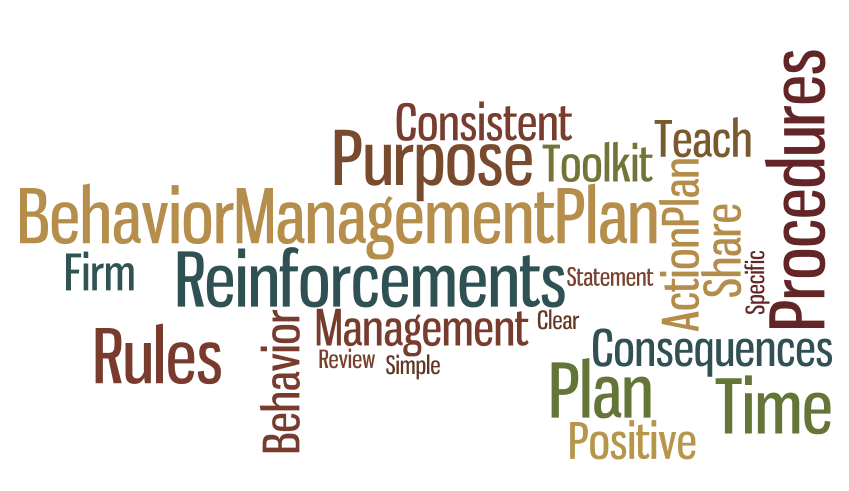 Consistent
Purpose
Toolkit
Teach
Procedures
BehaviorManagementPlan
ActionPlan
Share
Specific
Firm
Reinforcements
Statement
Rules
Behavior
Management
Clear
Review
Simple
Consequences
Plan
Time
Positive